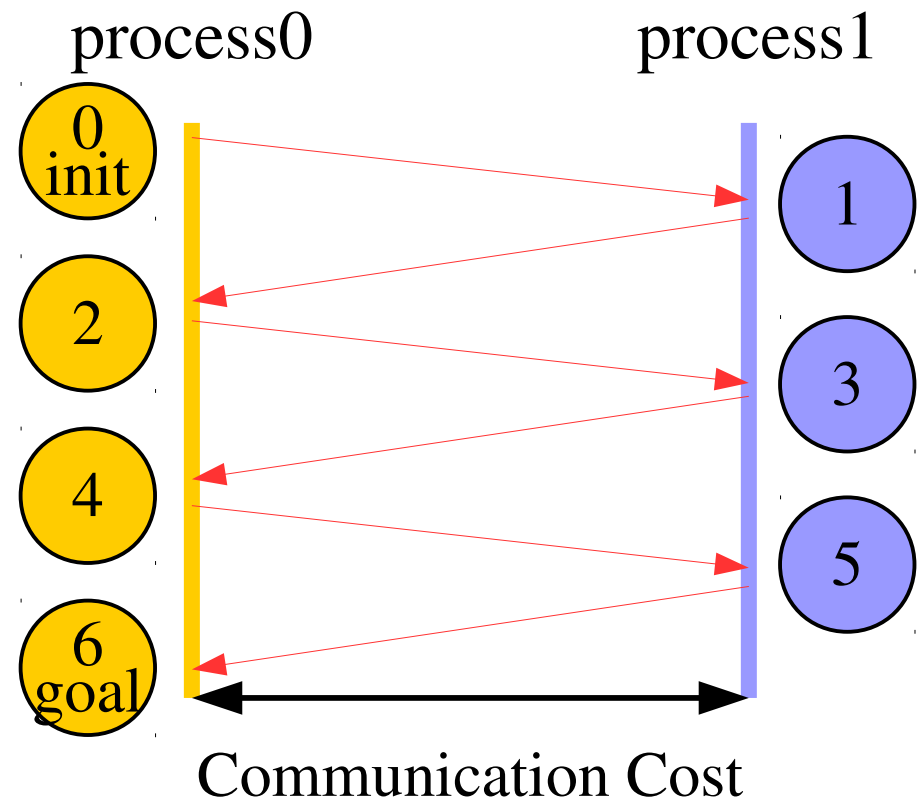 process0
process1
0
init
1
2
3
4
5
6
goal
Communication Cost